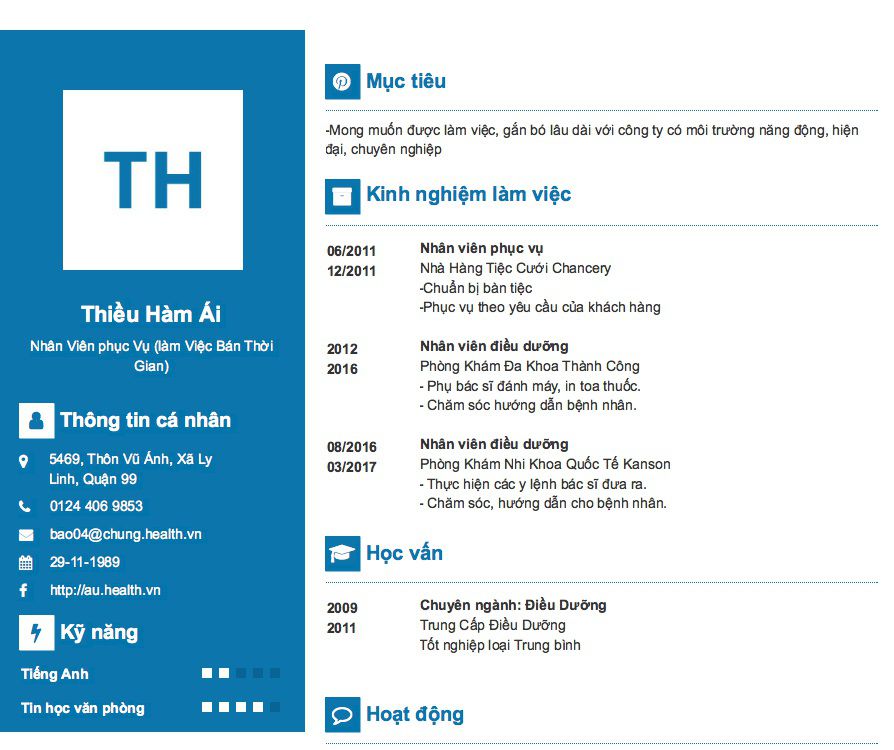 TH
Thiều Hàm Ái
Nhân Viên phục Vụ (làm Việc Bán Thời
Gian)
Thông tin cá nhân
5469, Thôn Vũ Ánh, Xã Ly
Linh, Quận 99
0124 406 9853
bao04@chung.health.vn
29-11-1989
http://au.health.vn
Kỹ năng
Tiếng Anh
Tin học văn phòng
Mục tiêu
-Mong muốn được làm việc, gắn bó lâu dài với công ty có môi trường năng động, hiện
đại, chuyên nghiệp
Kinh nghiệm làm việc
06/2011
12/2011
Nhân viên phục vụ
Nhà Hàng Tiệc Cưới Chancery
-Chuẩn bị bàn tiệc
-Phục vụ theo yêu cầu của khách hàng
2012
2016
Nhân viên điều dưỡng
Phòng Khám Đa Khoa Thành Công
- Phụ bác sĩ đánh máy, in toa thuốc.
- Chăm sóc hướng dẫn bệnh nhân.
08/2016
03/2017
Nhân viên điều dưỡng
Phòng Khám Nhi Khoa Quốc Tế Kanson
- Thực hiện các y lệnh bác sĩ đưa ra.
- Chăm sóc, hướng dẫn cho bệnh nhân.
Học vấn
2009
2011
Chuyên ngành: Điều Dưỡng
Trung Cấp Điều Dưỡng
Tốt nghiệp loại Trung bình
Hoạt động